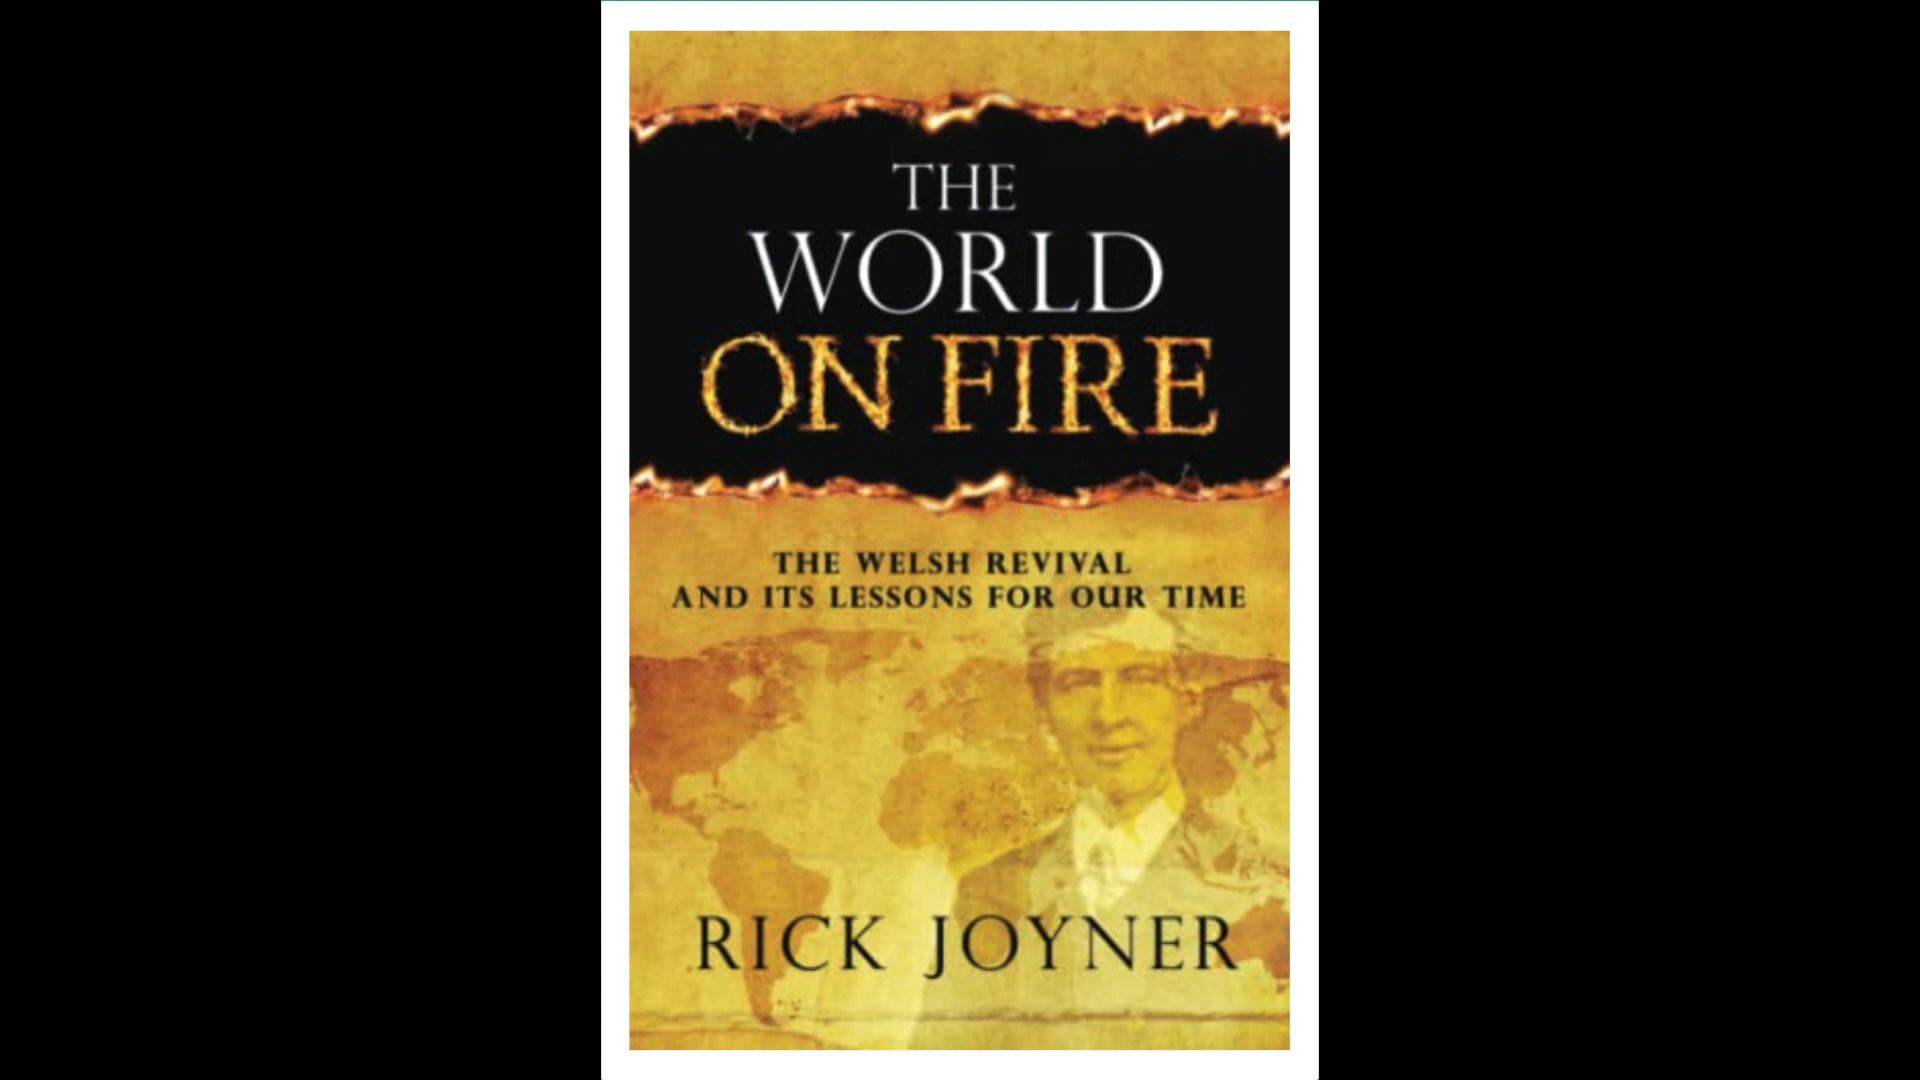 THE
WORLD
ON FIRE
THE WELSH REVIVAL
AND ITS LESSONS FOR OUR TIME
RICK JOYNER